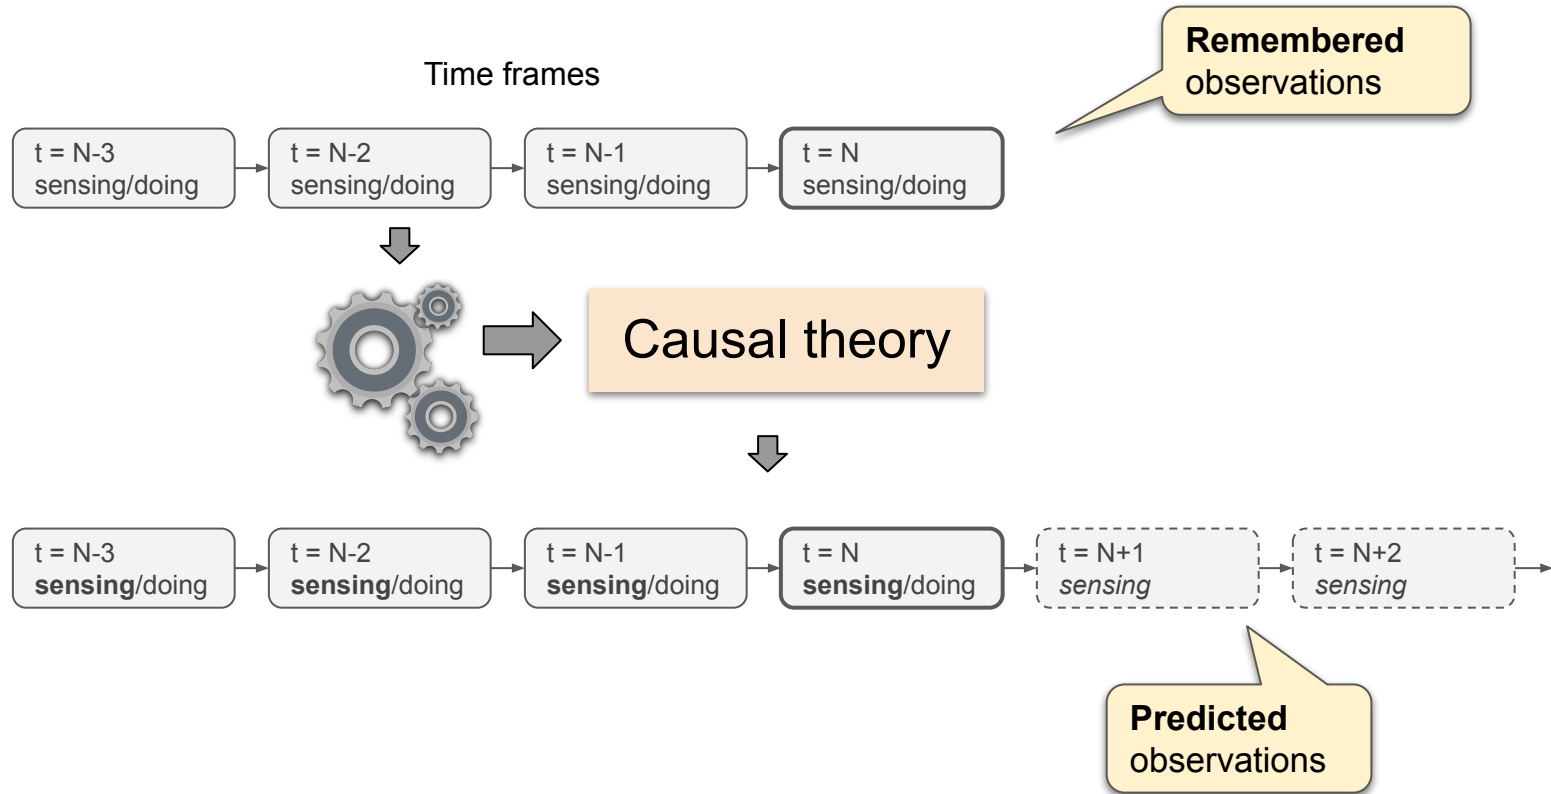 Remembered
observations
Time frames
t = N-3
sensing/doing
t = N-2
sensing/doing
t = N-1
sensing/doing
t = N
sensing/doing
Causal theory
t = N-3
sensing/doing
t = N-2
sensing/doing
t = N-1
sensing/doing
t = N
sensing/doing
t = N+1
sensing
t = N+2
sensing
Predicted
observations